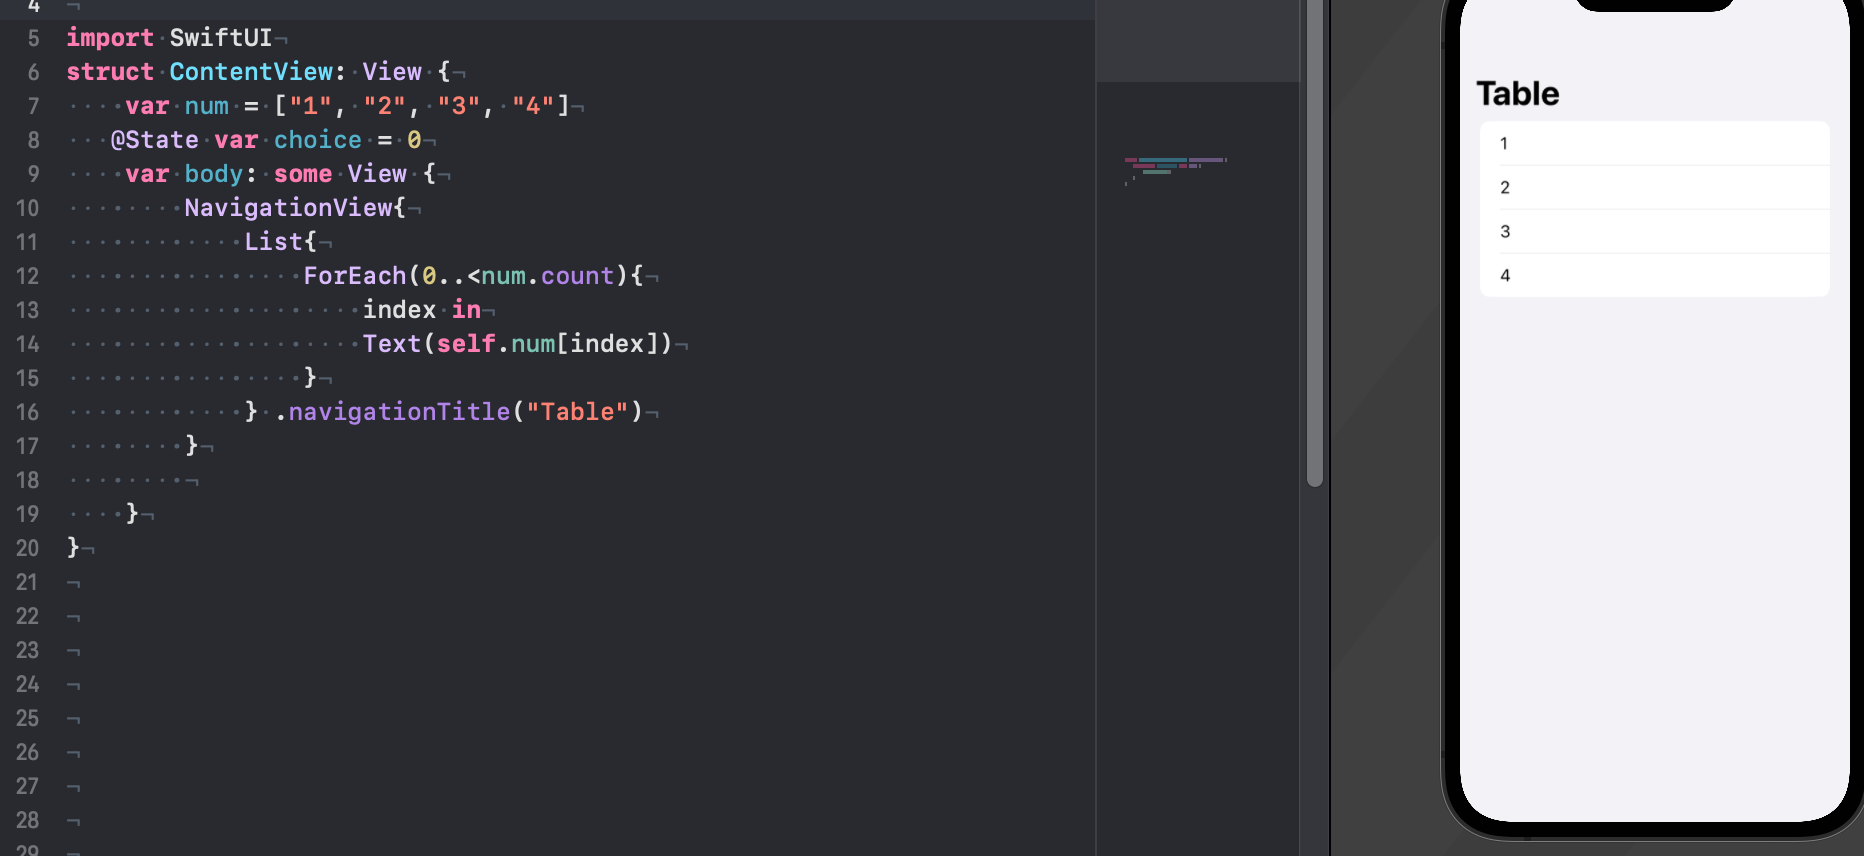 4
5 import SwiftUI
6 struct ContentView: View {
7 var num = ["1", "2", "3", "4"]
8 @State var choice = 0
9 var body: some View {
10 NavigationView{
11 List{
12 ForEach(0..<num.count){
13 index in
14 Text(self.num[index])
15 }
16 } .navigationTitle("Table")
17 }
18
19 }
20 }
21
22
23
24
25
26
27
28
29
Table
1
2
3
4